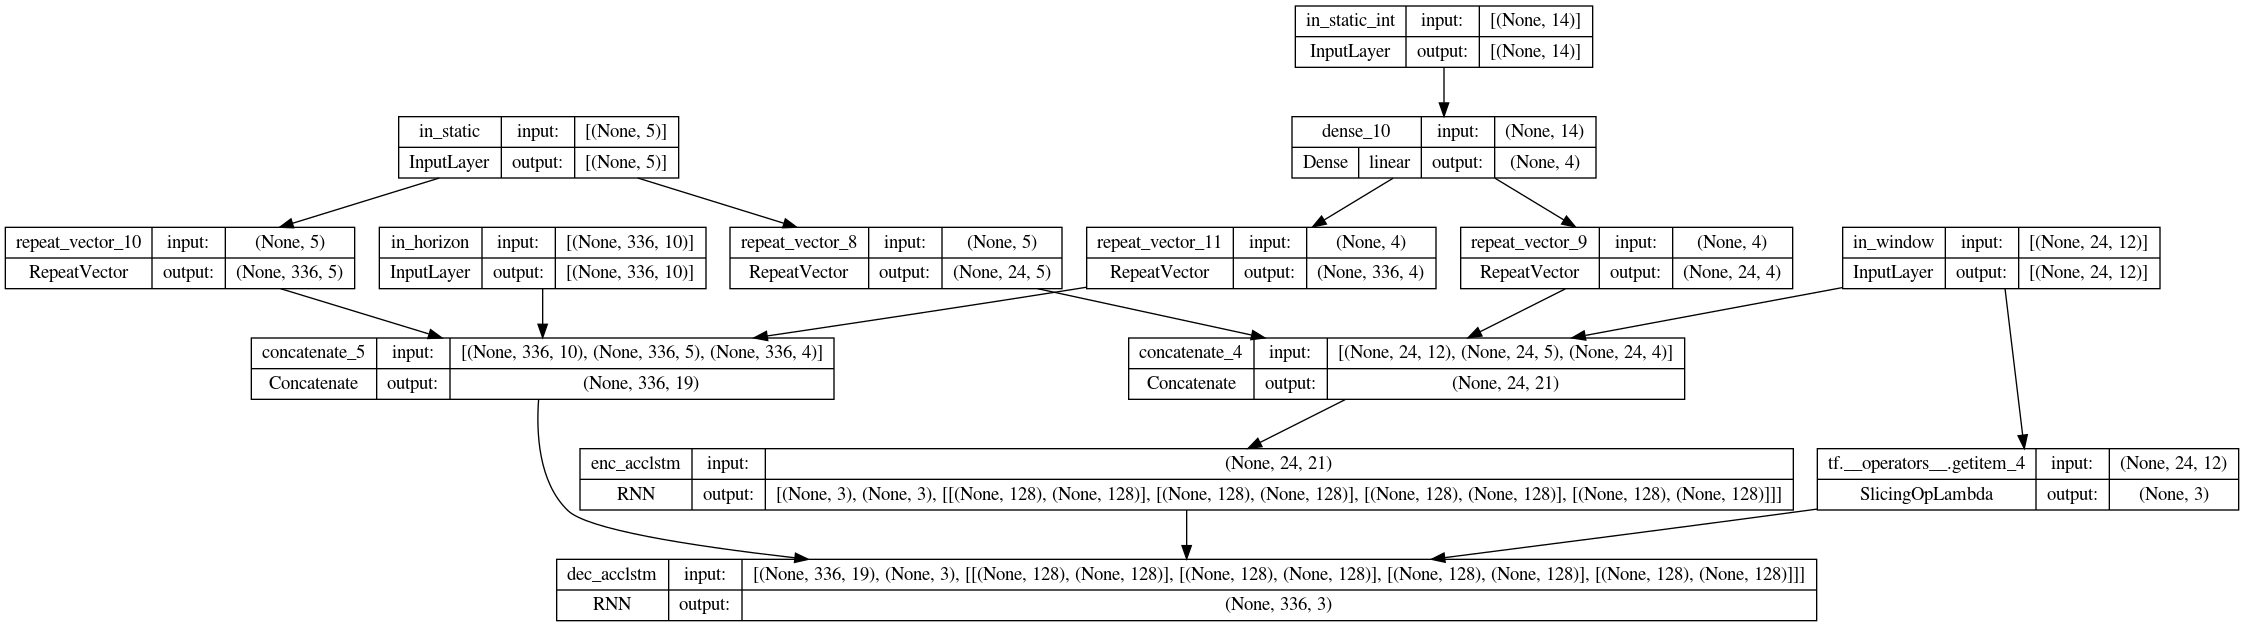 in_static_int input: [(None, 14)]
InputLayer output: [(None, 14)]
in_static input: [(None, 5)]
InputLayer output: [(None, 5)]
dense_10 input: (None, 14)
Dense linear output: (None, 4)
repeat_vector_10 input: (None, 5)
RepeatVector output: (None, 336, 5)
in_horizon input: [(None, 336, 10)]
InputLayer output: [(None, 336, 10)]
repeat_vector_8 input: (None, 5)
RepeatVector output: (None, 24, 5)
repeat_vector_11 input: (None, 4)
RepeatVector output: (None, 336, 4)
repeat_vector_9 input: (None, 4)
RepeatVector output: (None, 24, 4)
in_window input: [(None, 24, 12)]
InputLayer output: [(None, 24, 12)]
concatenate_5 input: [(None, 336, 10), (None, 336, 5), (None, 336, 4)]
Concatenate output: (None, 336, 19)
concatenate_4 input: [(None, 24, 12), (None, 24, 5), (None, 24, 4)]
Concatenate output: (None, 24, 21)
enc_acclstm input: (None, 24, 21)
RNN output: [(None, 3), (None, 3), [[(None, 128), (None, 128)], [(None, 128), (None, 128)], [(None, 128), (None, 128)], [(None, 128), (None, 128)]]]
tf.__operators__.getitem_4 input: (None, 24, 12)
SlicingOpLambda output: (None, 3)
dec_acclstm input: [(None, 336, 19), (None, 3), [[(None, 128), (None, 128)], [(None, 128), (None, 128)], [(None, 128), (None, 128)], [(None, 128), (None, 128)]]]
RNN output: (None, 336, 3)